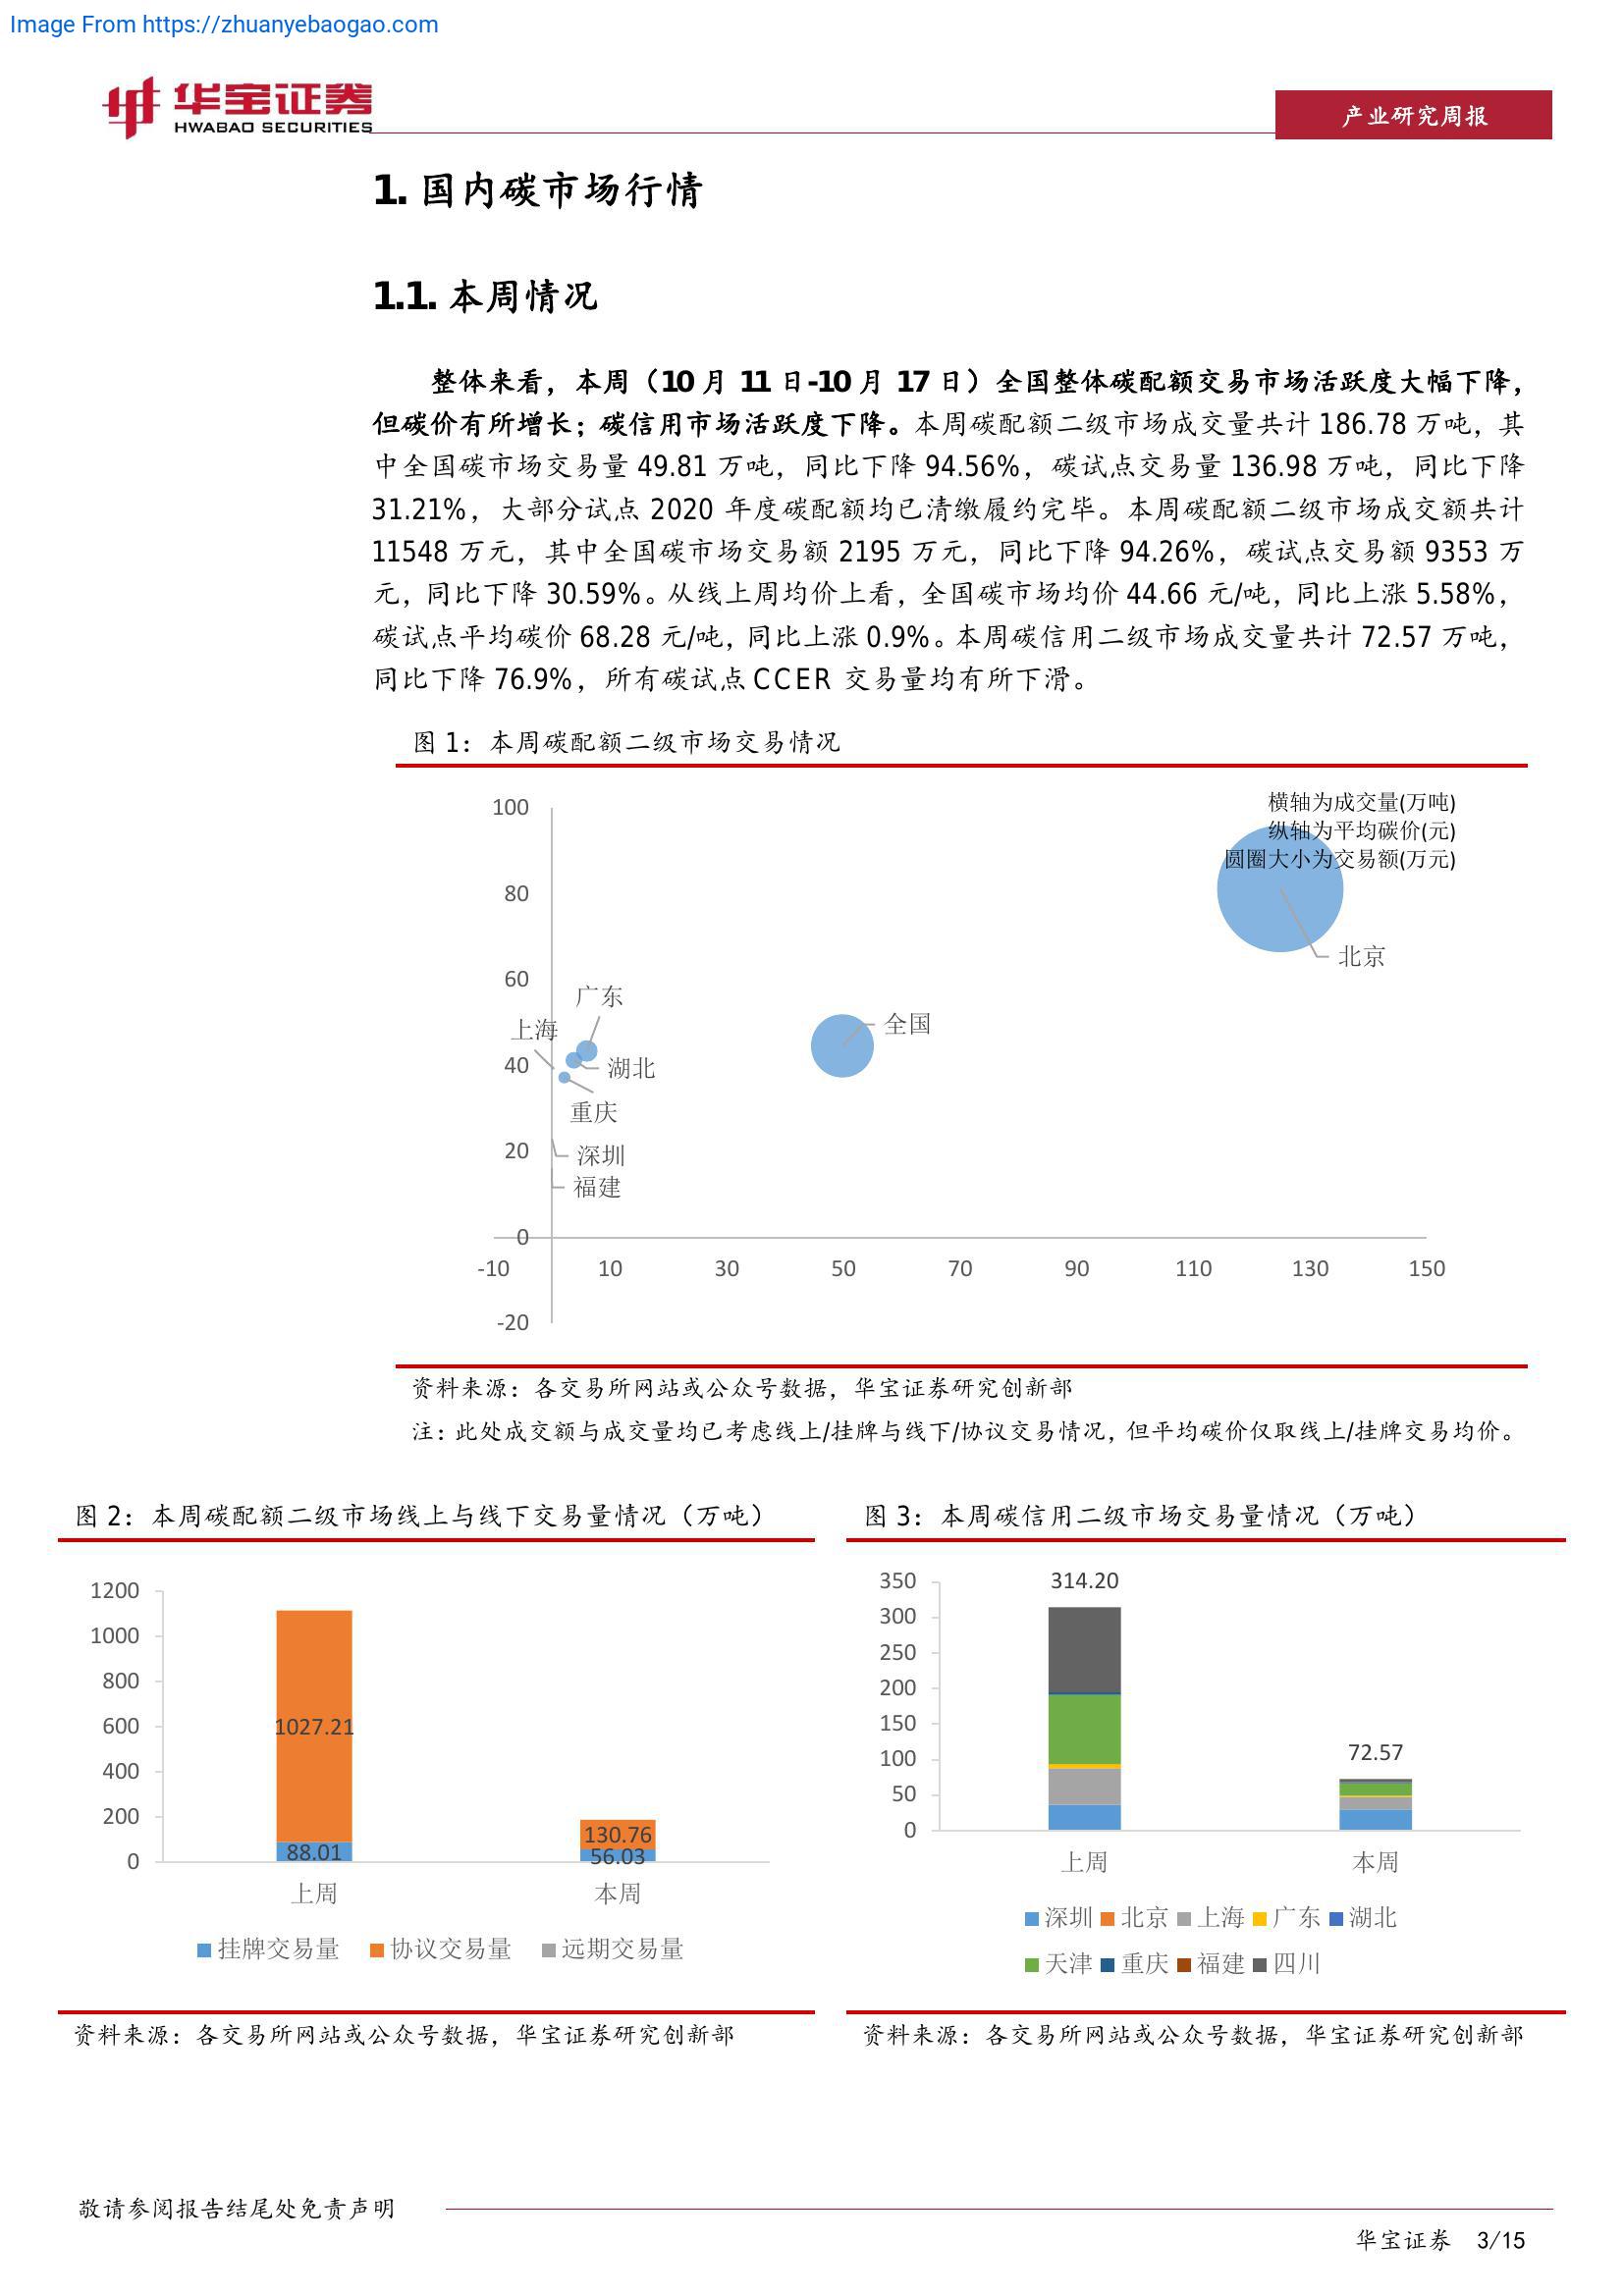 Image From https://zhuanyebaogao.com
华宝证券
HWABAO SECURITIES
产业研究周报
1. 国内碳市场行情
1.1. 本周情况
整体来看，本周（10 月 11 日-10 月 17 日）全国整体碳配额交易市场活跃度大幅下降，
但碳价有所增长；碳信用市场活跃度下降。本周碳配额二级市场成交量共计 186.78 万吨，其
中全国碳市场交易量 49.81 万吨，同比下降 94.56%，碳试点交易量 136.98 万吨，同比下降
31.21%，大部分试点 2020 年度碳配额均已清缴履约完毕。本周碳配额二级市场成交额共计
11548 万元，其中全国碳市场交易额 2195 万元，同比下降 94.26%，碳试点交易额 9353 万
元，同比下降 30.59%。从线上周均价上看，全国碳市场均价 44.66 元/吨，同比上涨 5.58%，
碳试点平均碳价 68.28 元/吨，同比上涨 0.9%。本周碳信用二级市场成交量共计 72.57 万吨，
同比下降 76.9%，所有碳试点 CCER 交易量均有所下滑。
图 1：本周碳配额二级市场交易情况
横轴为成交量(万吨)
纵轴为平均碳价(元)
圆圈大小为交易额(万元)
100
80
60
40
20
0
-20
-10 10 30 50 70 90 110 130 150
北京
全国
广东
上海
湖北
重庆
深圳
福建
资料来源：各交易所网站或公众号数据，华宝证券研究创新部
注：此处成交额与成交量均已考虑线上/挂牌与线下/协议交易情况，但平均碳价仅取线上/挂牌交易均价。
图 2：本周碳配额二级市场线上与线下交易量情况（万吨）
1200
1000
800
600
400
200
0
1027.21
88.01
130.76
56.03
上周 本周
挂牌交易量 协议交易量 远期交易量
资料来源：各交易所网站或公众号数据，华宝证券研究创新部
图 3：本周碳信用二级市场交易量情况（万吨）
350
300
250
200
150
100
50
0
314.20
72.57
上周 本周
深圳 北京 上海 广东 湖北
天津 重庆 福建 四川
资料来源：各交易所网站或公众号数据，华宝证券研究创新部
敬请参阅报告结尾处免责声明
华宝证券 3/15